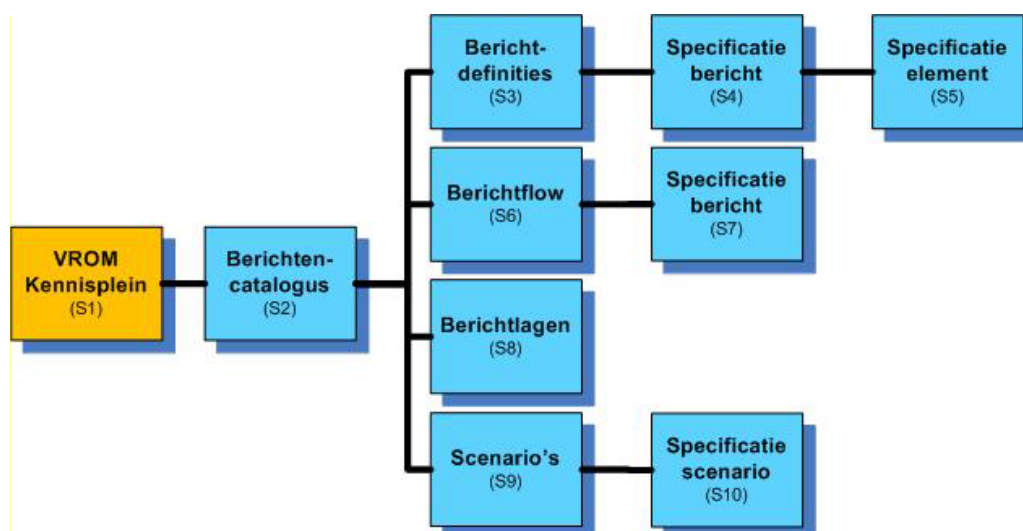 Bericht-
definities
(S3)
Specificatie
bericht
(S4)
Specificatie
element
(S5)
Berichtflow
(S6)
Specificatie
bericht
(S7)
VROM
Kennisplein
(S1)
Berichten-
catalogus
(S2)
Berichtlagen
(S8)
Scenario's
(S9)
Specificatie
scenario
(S10)